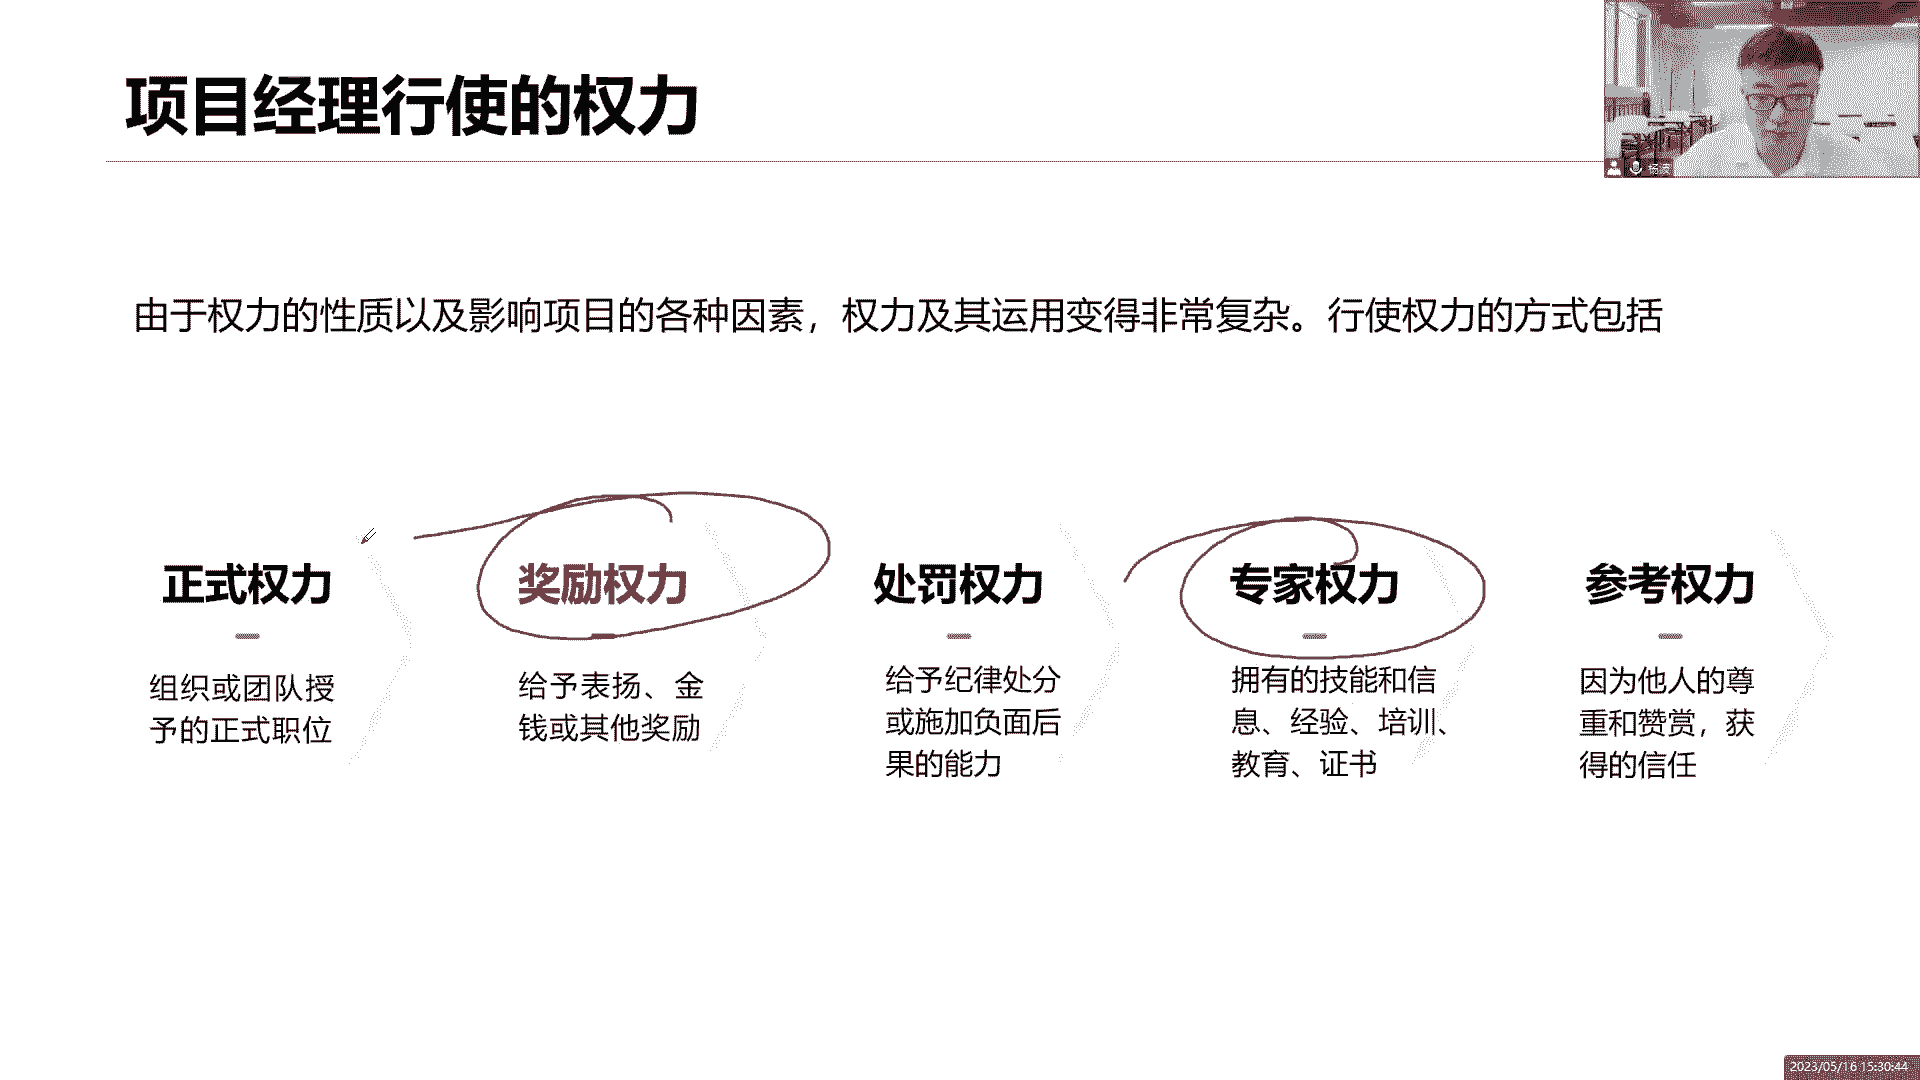 项目经理行使的权力
杨波
由于权力的性质以及影响项目的各种因素，权力及其运用变得非常复杂。行使权力的方式包括
正式权力
组织或团队授
予的正式职位
奖励权力
给予表扬、金
钱或其他奖励
处罚权力
给予纪律处分
或施加负面后
果的能力
专家权力
拥有的技能和信
息、经验、培训、
教育、证书
参考权力
因为他人的尊
重和赞赏，获
得的信任
2023/05/16 15:30:44